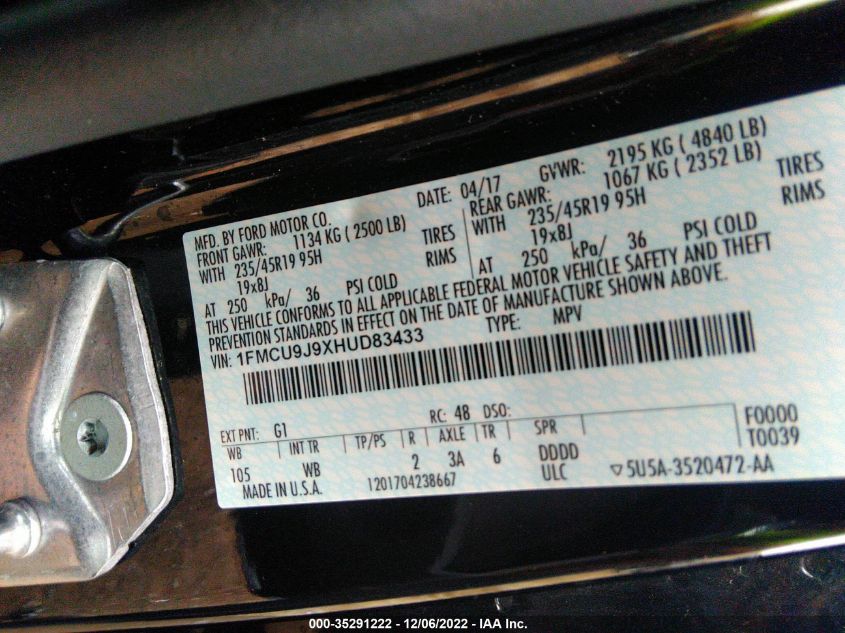 MFD. BY FORD MOTOR CO.
DATE: 04/17 GVWR: 2195 KG ( 4840 LB)
FRONT GAWR: 1134 KG ( 2500 LB) REAR GAWR: 1067 KG ( 2352 LB)
WITH 235/45R19 95H TIRES WITH 235/45R19 95H TIRES
19x8J RIMS 19x8J RIMS
AT 250 kPa/ 36 PSI COLD AT 250 kPa/ 36 PSI COLD
THIS VEHICLE CONFORMS TO ALL APPLICABLE FEDERAL MOTOR VEHICLE SAFETY AND THEFT
PREVENTION STANDARDS IN EFFECT ON THE DATE OF MANUFACTURE SHOWN ABOVE.
VIN: 1FMCU9J9XHUD83433 TYPE: MPV
EXT PNT: G1 RC: 48 DSO: F0000
WB INT TR TP/PS R AXLE TR SPR T0039
105 WB 2 3A 6 DDDD
MADE IN U.S.A. 1201704238667 ULC ▽5U5A-3520472-AA
000-35291222 - 12/06/2022 - IAA Inc.